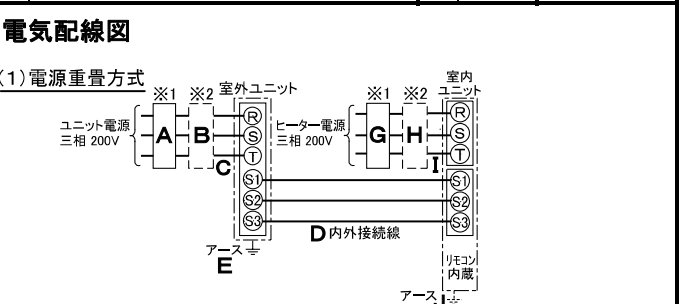 電気配線図
(1)電源重畳方式
※1 ※2 室外ユニット
ユニット電源
三相 200V
A B C
R
S
T
S1
S2
S3
アース
E
※1 ※2
室内
ユニット
ヒーター電源
三相 200V
G H I
R
S
T
S1
S2
S3
D 内外接続線
リモコン
内蔵
アース